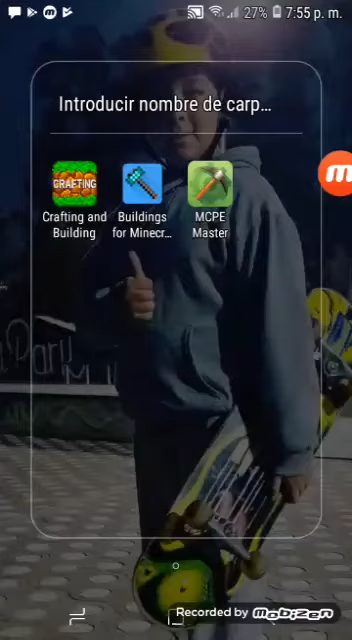 27% 7:55 p. m.
Introducir nombre de carp...
CRAFTING
Crafting and
Building
Buildings
for Minecr...
MCPE
Master
Recorded by Mobizen